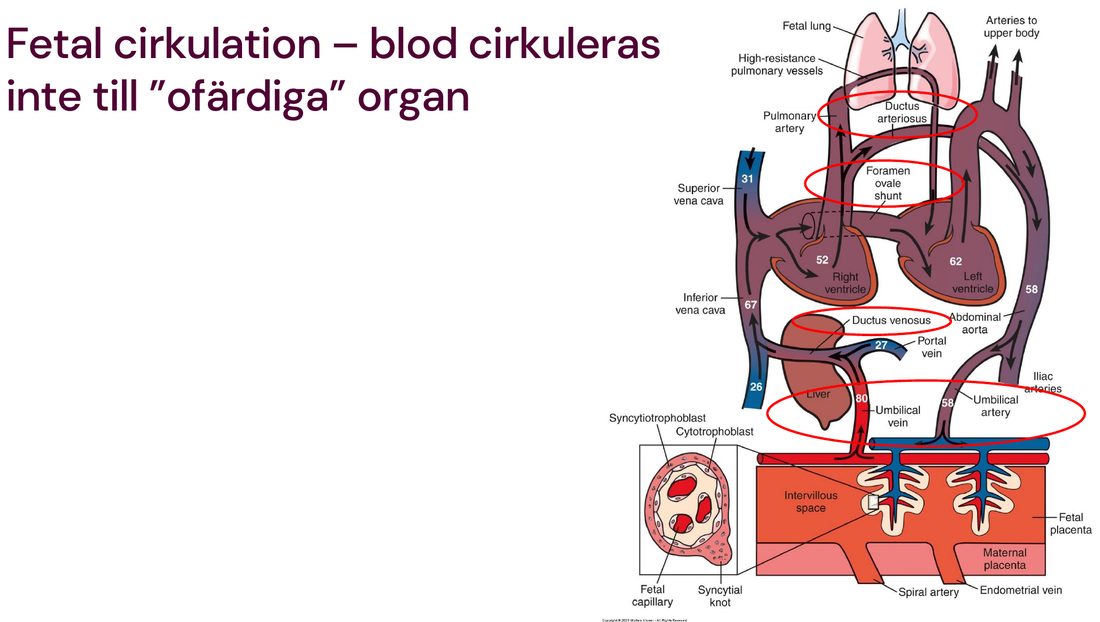 Fetal cirkulation – blod cirkuleras
inte till ”ofärdiga” organ
Fetal lung
Arteries to
upper body
High-resistance
pulmonary vessels
Ductus
arteriosus
Pulmonary
artery
Foramen
ovale
shunt
31
Superior
vena cava
52
62
Right
ventricle
Left
ventricle
58
Inferior
vena cava
67
Ductus venosus
Abdominal
aorta
27
Portal
vein
26
Liver
80
58
Iliac
arteries
Umbilical
vein
Umbilical
artery
Syncytiotrophoblast
Cytotrophoblast
Intervillous
space
Fetal
placenta
Maternal
placenta
Fetal
capillary
Syncytial
knot
Spiral artery
Endometrial vein